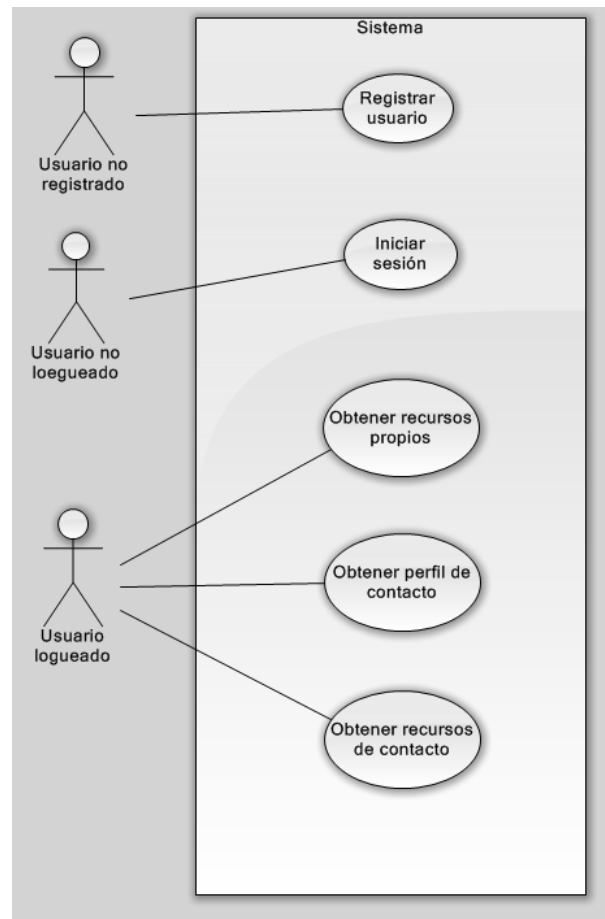 Sistema
Registrar
usuario
Usuario no
registrado
Iniciar
sesión
Usuario no
loegueado
Obtener recursos
propios
Obtener perfil de
contacto
Usuario
logueado
Obtener recursos
de contacto